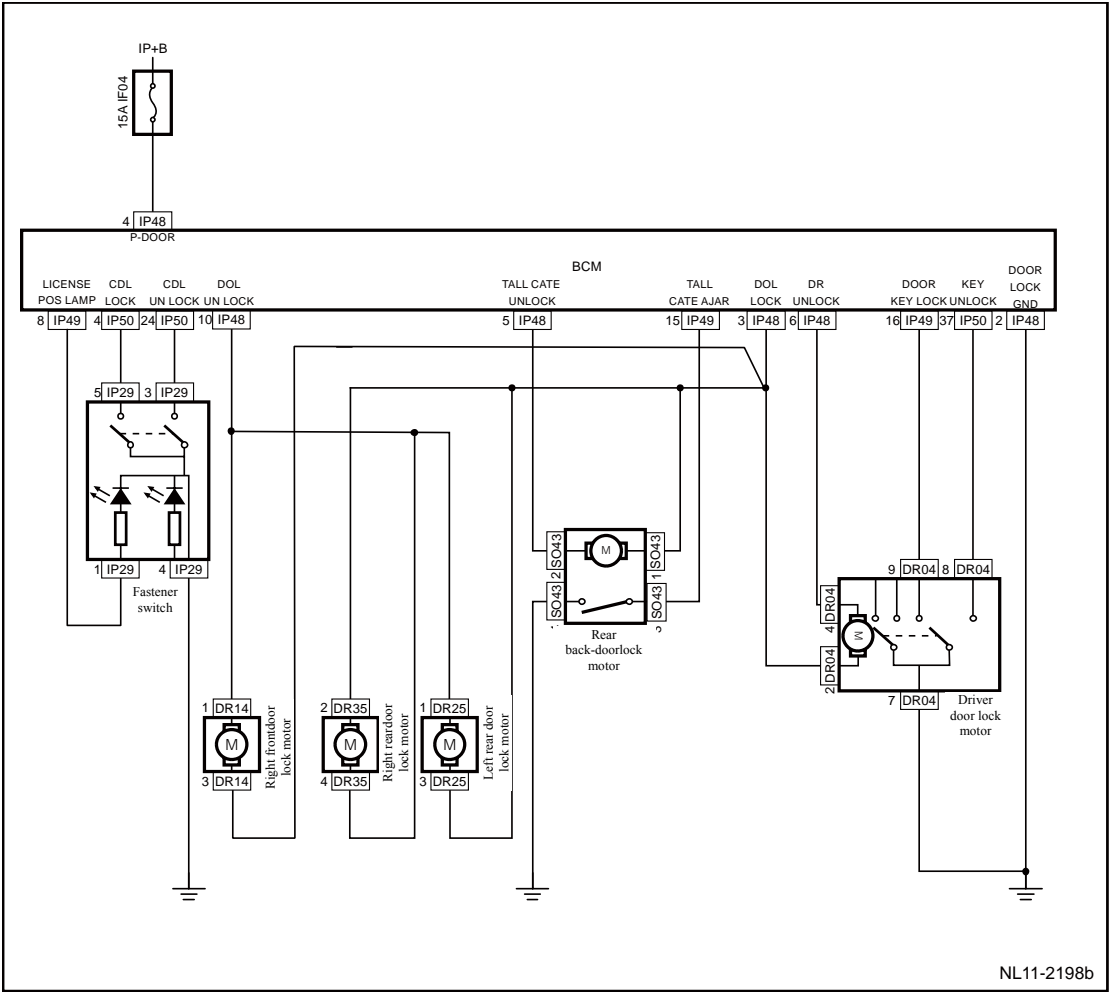 IP+B
15A IF04
4 IP48
P-DOOR
BCM
LICENSE
POS LAMP
CDL
LOCK
CDL
UN LOCK
DOL
UN LOCK
TALL CATE
UNLOCK
TALL
CATE AJAR
DOL
LOCK
DR
UNLOCK
DOOR
KEY LOCK
KEY
UNLOCK
DOOR
LOCK
GND
8 IP49
4 IP50
24 IP50
10 IP48
5 IP48
15 IP49
3 IP48
6 IP48
16 IP49
37 IP50
2 IP48
5 IP29
3 IP29
1 IP29
4 IP29
Fastener
switch
2 SO43
M
1 SO43
SO43
SO43
Rear
back-doorlock
motor
9 DR04
8 DR04
4 DR04
M
2 DR04
7 DR04
Driver
door lock
motor
1 DR14
M
3 DR14
Right frontdoor
lock motor
2 DR35
M
4 DR35
Right reardoor
lock motor
1 DR25
M
3 DR25
Left rear door
lock motor
NL11-2198b